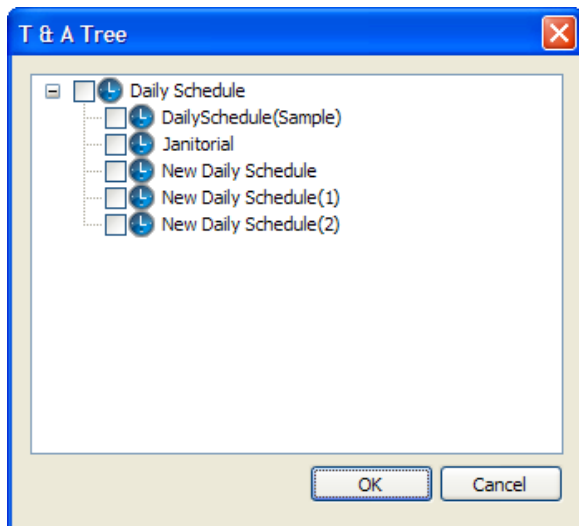 T & A Tree
Daily Schedule
DailySchedule(Sample)
Janitorial
New Daily Schedule
New Daily Schedule(1)
New Daily Schedule(2)
OK
Cancel